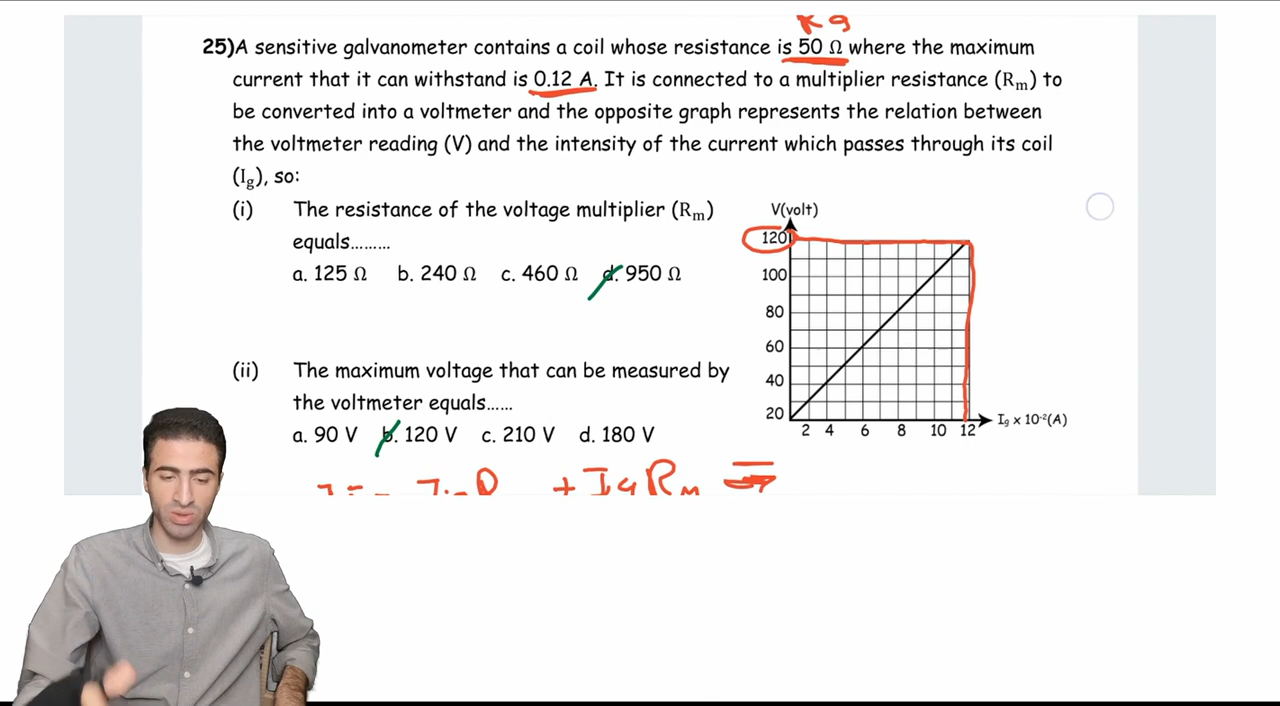 Rg
25)A sensitive galvanometer contains a coil whose resistance is 50 Ω where the maximum
current that it can withstand is 0.12 A. It is connected to a multiplier resistance (Rm) to
be converted into a voltmeter and the opposite graph represents the relation between
the voltmeter reading (V) and the intensity of the current which passes through its coil
(Ig), so:
(i) The resistance of the voltage multiplier (Rm)
equals.........
a. 125 Ω b. 240 Ω c. 460 Ω d. 950 Ω
V(volt)
120
100
80
60
40
20
2 4 6 8 10 12
Ig x 10-2(A)
(ii) The maximum voltage that can be measured by
the voltmeter equals......
a. 90 V b. 120 V c. 210 V d. 180 V
+ IgRm